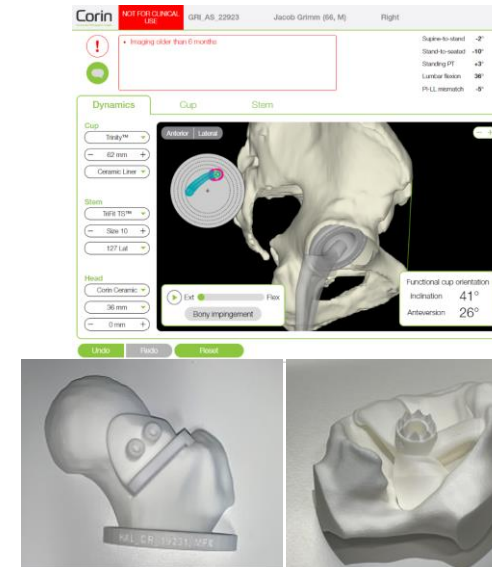 Corin
NOT FOR CLINICAL
USE
GRI_AS_22923
Jacob Grimm (66, M)
Right
!
• Imaging older than 6 months
Supine-to-stand -2°
Stand-to-seated -10°
Standing PT +3°
Lumbar flexion 36°
PI-LL mismatch -5°
Dynamics
Cup
Stem
Cup
Trinity™
− 62 mm +
Ceramic Liner
Anterior Lateral
Stem
TriFit TS™
− Size 10 +
127 Lat
Head
Corin Ceramic
36 mm
− 0 mm +
Ext Flex
Bony impingement
Functional cup orientation
Inclination 41°
Anteversion 26°
Undo
Redo
Reset